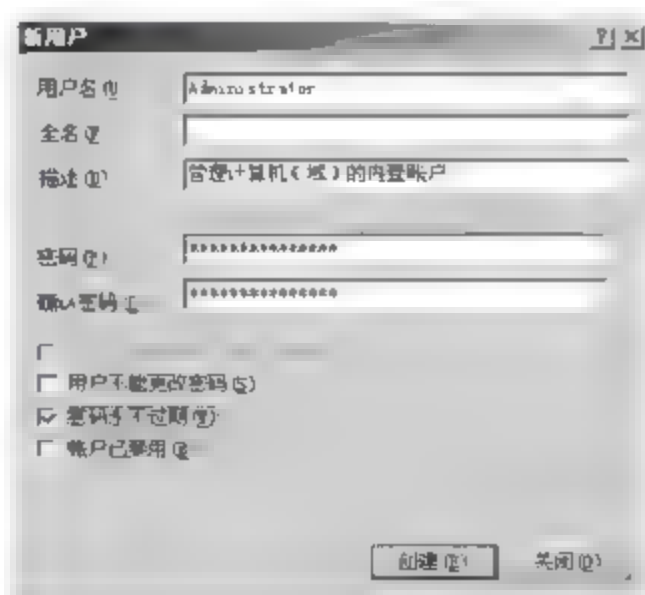 新用户
用户名(U)
Administrator
全名(F)
描述(D)
管理计算机(域)的内置帐户
密码(P)
****************
确认密码(C)
****************
用户不能更改密码(S)
密码永不过期(W)
帐户已禁用(B)
创建(E)
关闭(O)